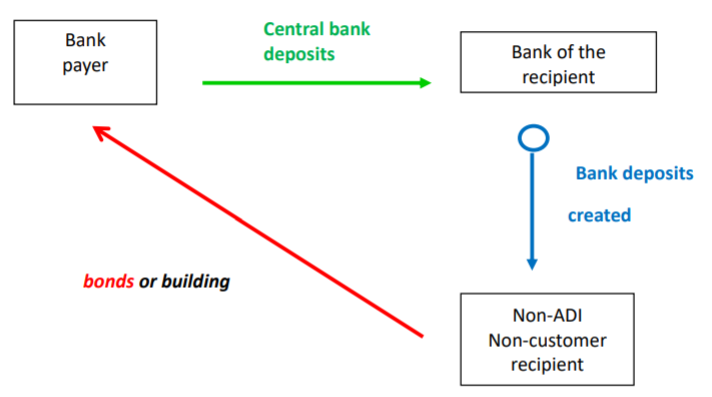 Bank
payer
Central bank
deposits
Bank of the
recipient
Bank deposits
created
bonds or building
Non-ADI
Non-customer
recipient